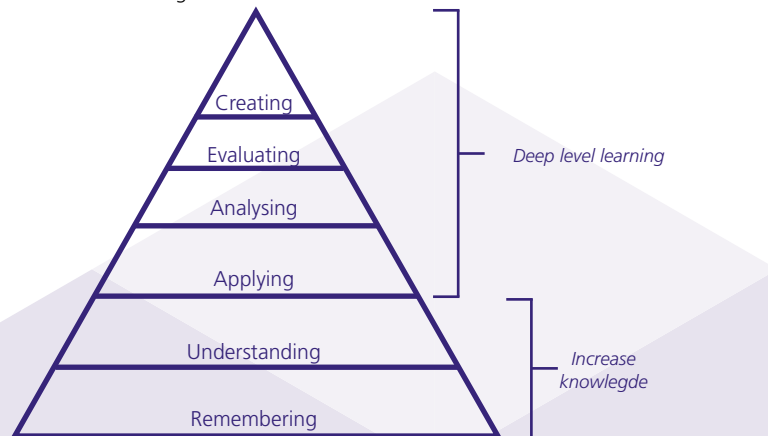 Creating
Evaluating
Deep level learning
Analysing
Applying
Understanding
Increase
knowlegde
Remembering